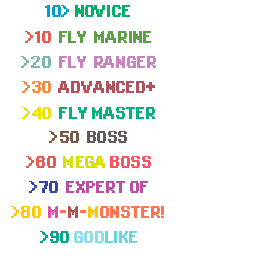 10> NOVICE
>10 FLY MARINE
>20 FLY RANGER
>30 ADVANCED+
>40 FLY MASTER
>50 BOSS
>60 MEGA BOSS
>70 EXPERT OF
>80 M-M-MONSTER!
>90 GODLIKE